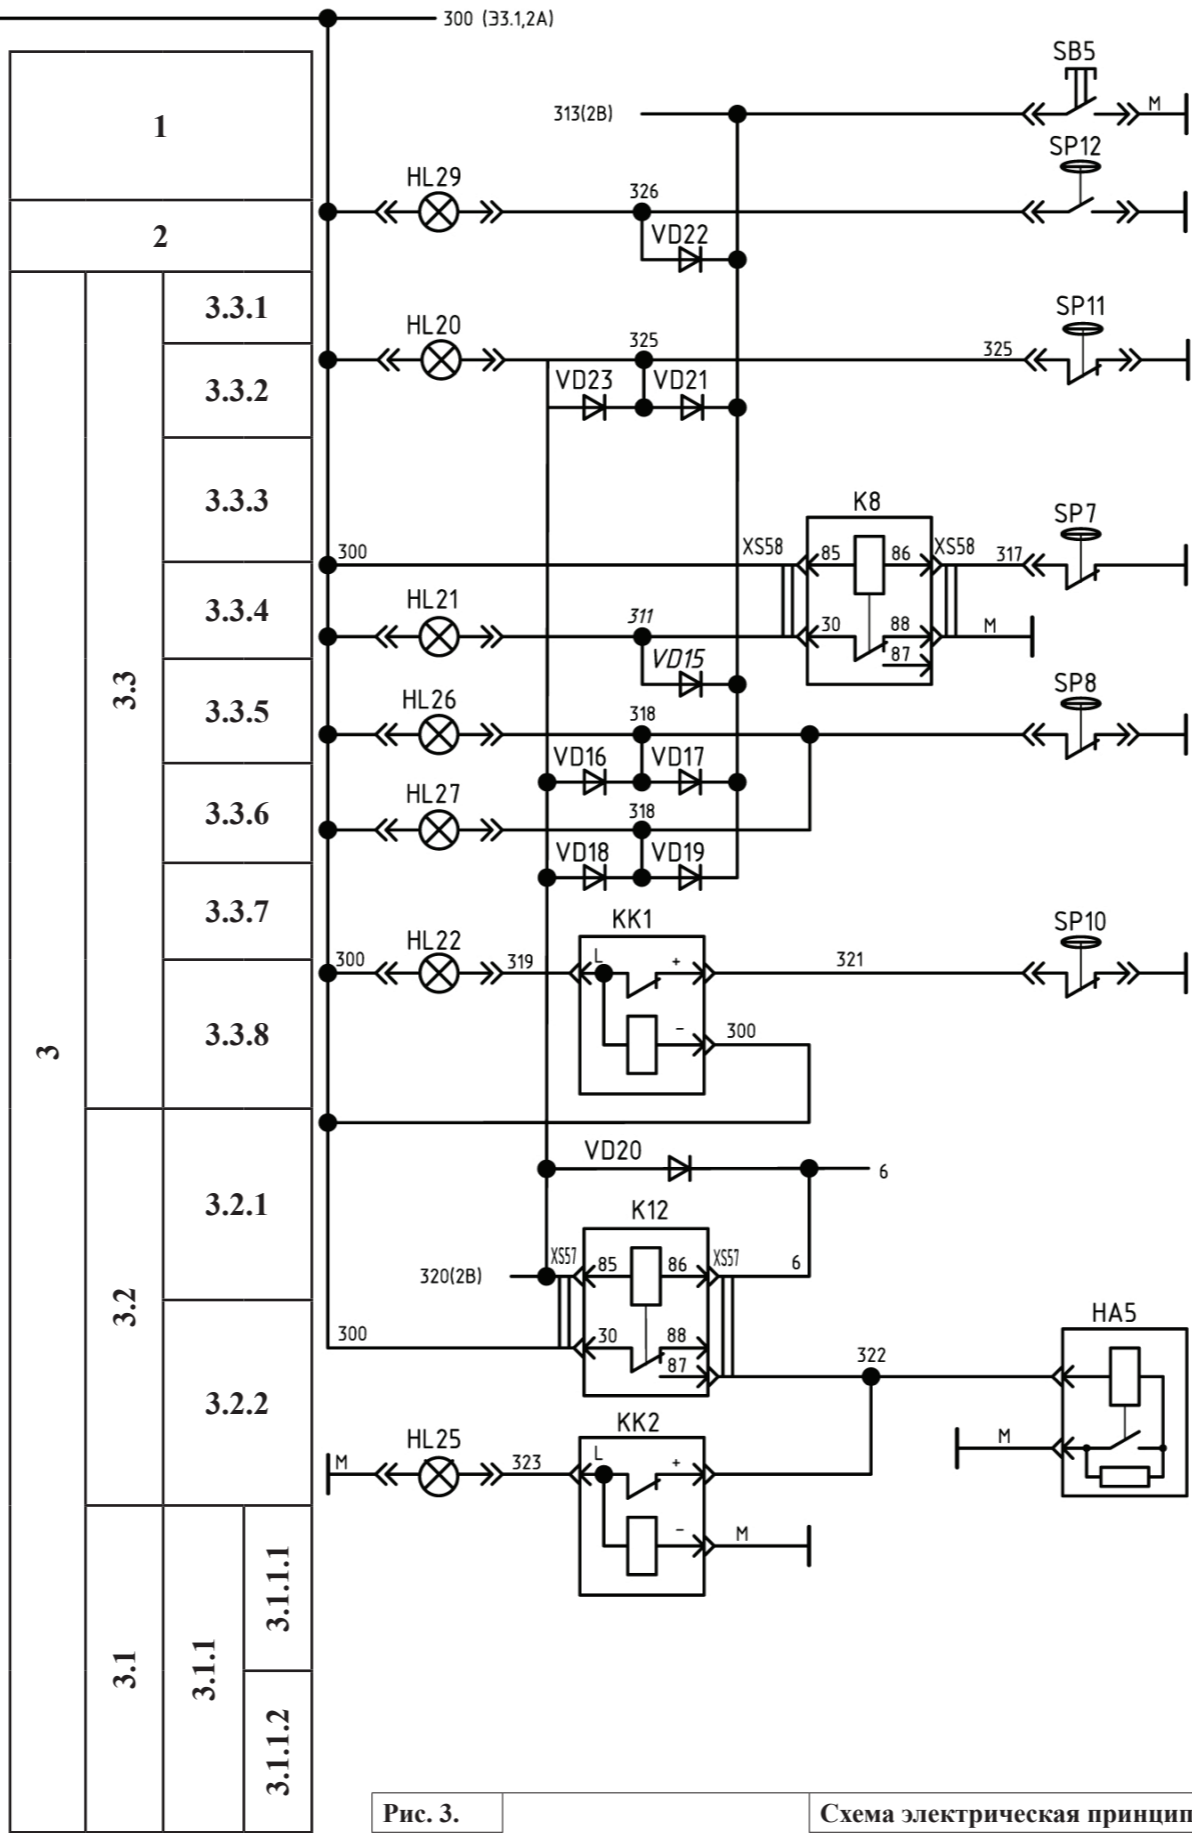 300 (Э3.1,2А)
SB5
313(2В)
М
1
SP12
HL29
326
2
VD22
3.3.1
SP11
HL20
325
325
3.3.2
VD23
VD21
3.3.3
K8
SP7
300
XS58
85
86
XS58
317
3.3.4
HL21
311
30
88
М
87
VD15
3.3
3.3.5
HL26
318
SP8
VD16
VD17
3.3.6
HL27
318
VD18
VD19
3.3.7
KK1
HL22
SP10
300
319
L
+
321
3
3.3.8
-
300
VD20
6
3.2.1
K12
320(2В)
XS57
85
86
XS57
6
3.2
300
30
88
87
322
HA5
3.2.2
KK2
HL25
М
М
323
L
+
-
М
3.1
3.1.1
3.1.1.1
3.1.1.2
Рис. 3.
Схема электрическая принцип